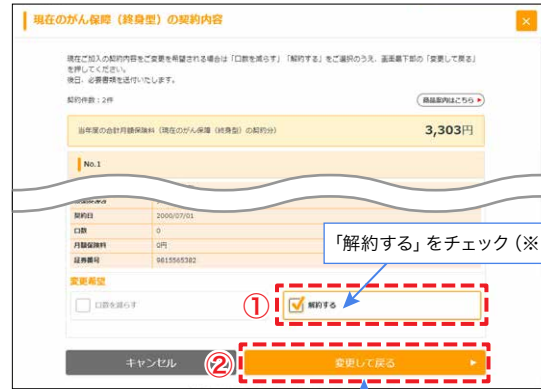 現在のがん保障（終身型）の契約内容
×
現在ご加入の契約内容をご変更を希望される場合は「口数を減らす」「解約する」をご選択のうえ、画面最下部の「変更して戻る」
を押してください。
後日、必要書類を送付いたします。
契約件数：2件
商品案内はこちら
当年度の合計月額保険料（現在のがん保障（終身型）の契約分） 3,303円
No.1
契約日 2000/07/01
口数 0
月額保険料 0円
証券番号 9815565382
「解約する」をチェック（※
変更希望
口数を減らす
① 解約する
キャンセル
② 変更して戻る